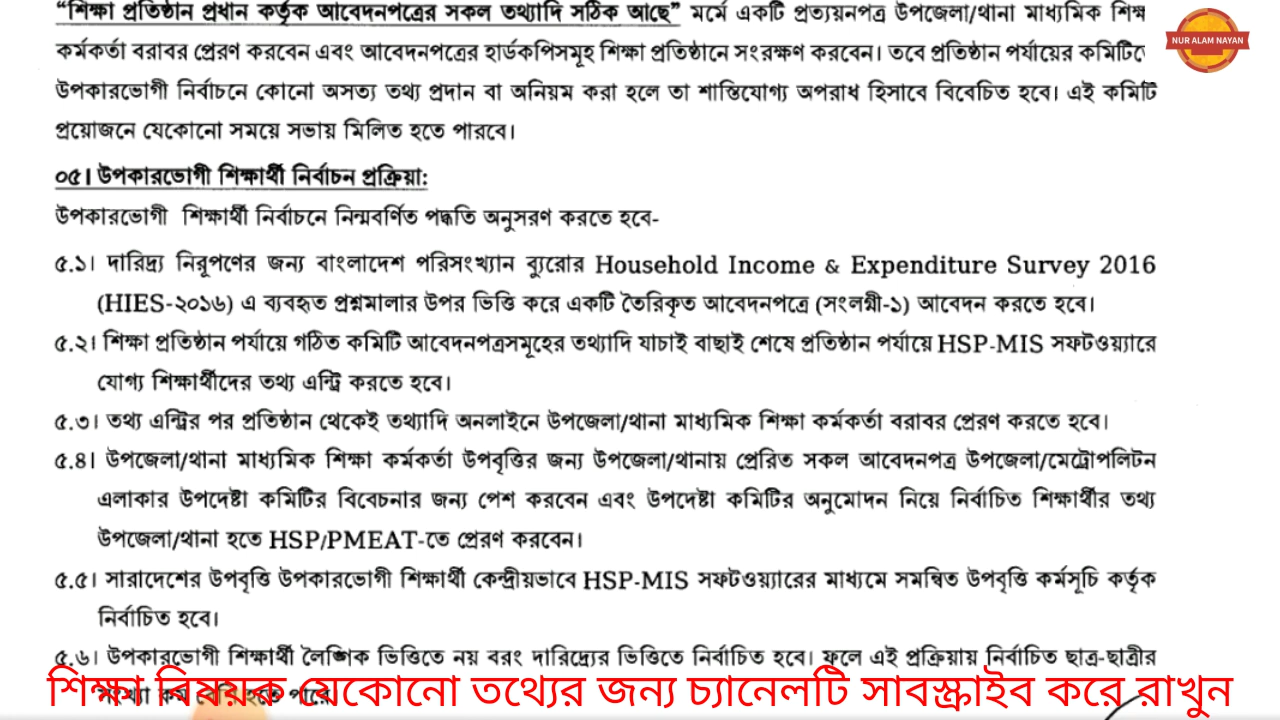 “শিক্ষা প্রতিষ্ঠান প্রধান কর্তৃক আবেদনপত্রের সকল তথ্যাদি সঠিক আছে” মর্মে একটি প্রত্যয়নপত্র উপজেলা/থানা মাধ্যমিক
NUR ALAM NAYAN
কর্মকর্তা বরাবর প্রেরণ করবেন এবং আবেদনপত্রের হার্ডকপিসমূহ শিক্ষা প্রতিষ্ঠানে সংরক্ষণ করবেন। তবে প্রতিষ্ঠান পর্যায়ের
উপকারভোগী নির্বাচনে কোনো অসত্য তথ্য প্রদান বা অনিয়ম করা হলে তা শাস্তিযোগ্য অপরাধ হিসাবে বিবেচিত হবে। এই কমিটি
প্রয়োজনে যেকোনো সময়ে সভায় মিলিত হতে পারবে।
০৫। উপকারভোগী শিক্ষার্থী নির্বাচন প্রক্রিয়া:
উপকারভোগী শিক্ষার্থী নির্বাচনে নিন্মবর্ণিত পদ্ধতি অনুসরণ করতে হবে-
৫.১। দারিদ্র্য নিরূপণের জন্য বাংলাদেশ পরিসংখ্যান ব্যুরোর Household Income & Expenditure Survey 2016
(HIES-২০১৬) এ ব্যবহৃত প্রশ্নমালার উপর ভিত্তি করে একটি তৈরিকৃত আবেদনপত্রে (সংলগ্নী-১) আবেদন করতে হবে।
৫.২। শিক্ষা প্রতিষ্ঠান পর্যায়ে গঠিত কমিটি আবেদনপত্রসমূহের তথ্যাদি যাচাই বাছাই শেষে প্রতিষ্ঠান পর্যায়ে HSP-MIS সফটওয়্যারে
যোগ্য শিক্ষার্থীদের তথ্য এন্ট্রি করতে হবে।
৫.৩। তথ্য এন্ট্রির পর প্রতিষ্ঠান থেকেই তথ্যাদি অনলাইনে উপজেলা/থানা মাধ্যমিক শিক্ষা কর্মকর্তা বরাবর প্রেরণ করতে হবে।
৫.৪। উপজেলা/থানা মাধ্যমিক শিক্ষা কর্মকর্তা উপবৃত্তির জন্য উপজেলা/থানায় প্রেরিত সকল আবেদনপত্র উপজেলা/মেট্রোপলিটন
এলাকার উপদেষ্টা কমিটির বিবেচনার জন্য পেশ করবেন এবং উপদেষ্টা কমিটির অনুমোদন নিয়ে নির্বাচিত শিক্ষার্থীর তথ্য
উপজেলা/থানা হতে HSP/PMEAT-তে প্রেরণ করবেন।
৫.৫। সারাদেশের উপবৃত্তি উপকারভোগী শিক্ষার্থী কেন্দ্রীয়ভাবে HSP-MIS সফটওয়্যারের মাধ্যমে সমন্বিত উপবৃত্তি কর্মসূচি কর্তৃক
নির্বাচিত হবে।
৫.৬। উপকারভোগী শিক্ষার্থী লৈঙ্গিক ভিত্তিতে নয় বরং দারিদ্র্যের ভিত্তিতে নির্বাচিত হবে। ফলে এই প্রক্রিয়ায় নির্বাচিত ছাত্র-ছাত্রীর
শিক্ষা বিষয়ক যেকোনো তথ্যের জন্য চ্যানেলটি সাবস্ক্রাইব করে রাখুন